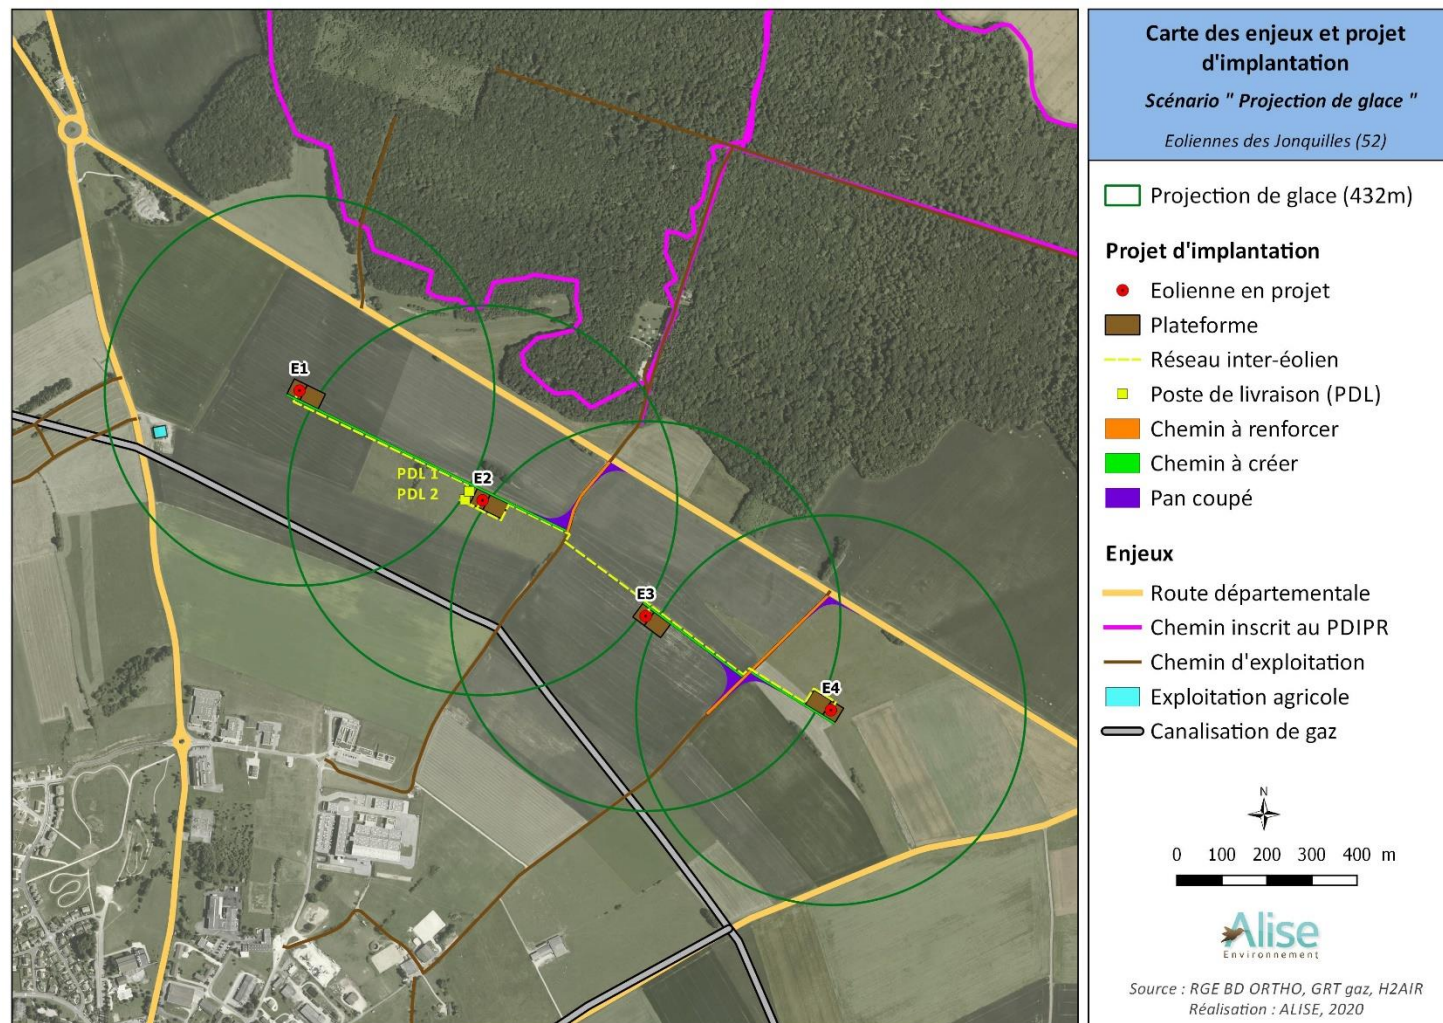 Carte des enjeux et projet
d'implantation
Scénario " Projection de glace "
Eoliennes des Jonquilles (52)
Projection de glace (432m)
Projet d'implantation
Eolienne en projet
Plateforme
Réseau inter-éolien
Poste de livraison (PDL)
Chemin à renforcer
Chemin à créer
Pan coupé
Enjeux
Route départementale
Chemin inscrit au PDIPR
Chemin d'exploitation
Exploitation agricole
Canalisation de gaz
N
0 100 200 300 400 m
Alise
Environnement
Source : RGE BD ORTHO, GRT gaz, H2AIR
Réalisation : ALISE, 2020
E1
PDL 1
E2
PDL 2
E3
E4